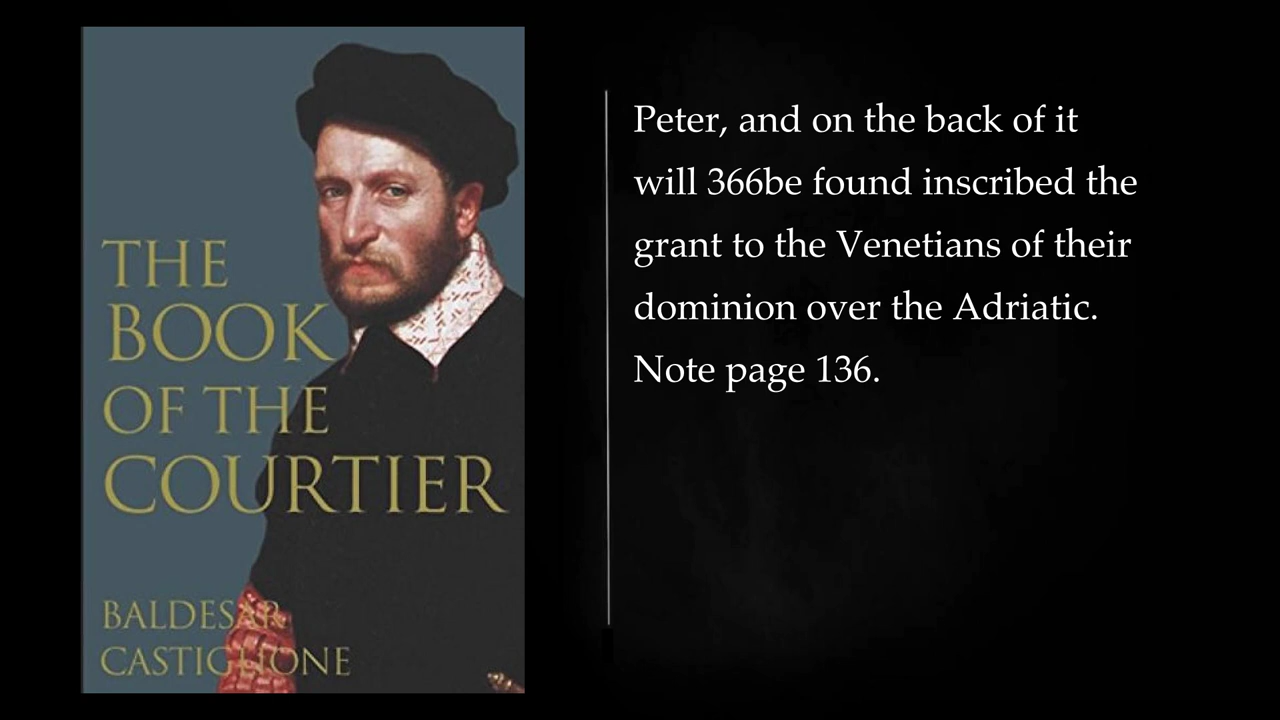 THE
BOOK
OF THE
COURTIER
BALDESAR
CASTIGLIONE
Peter, and on the back of it
will 366be found inscribed the
grant to the Venetians of their
dominion over the Adriatic.
Note page 136.